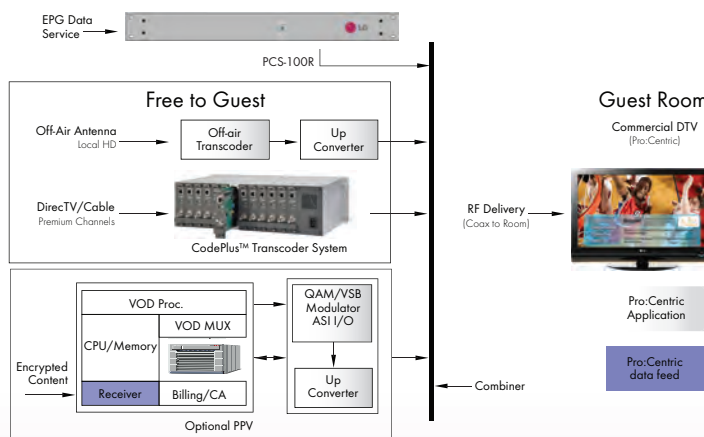 EPG Data
Service
LG
PCS-100R
Free to Guest
Off-Air Antenna
Local HD
Off-air
Transcoder
Up
Converter
DirecTV/Cable
Premium Channels
CodePlus™ Transcoder System
VOD Proc.
CPU/Memory
VOD MUX
Encrypted
Content
Receiver
Billing/CA
QAM/VSB
Modulator
ASI I/O
Up
Converter
Optional PPV
RF Delivery
(Coax to Room)
Combiner
Guest Room
Commercial DTV
(Pro:Centric)
Pro:Centric
Application
Pro:Centric
data feed